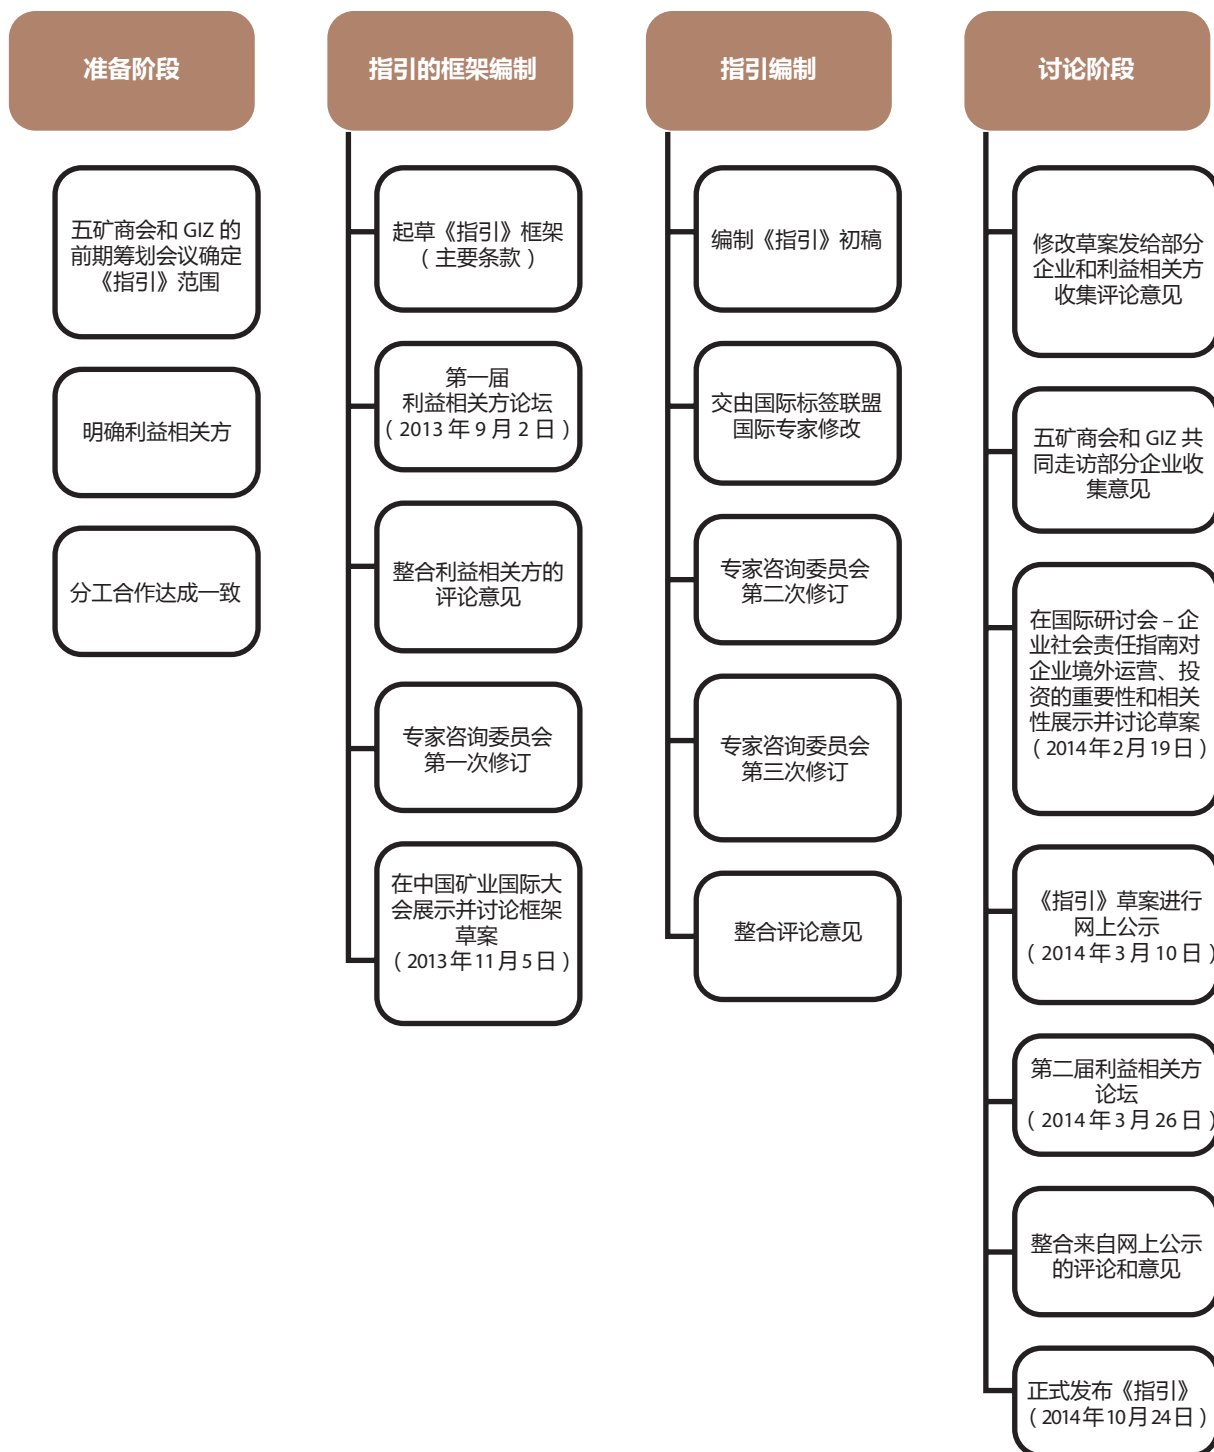 准备阶段
五矿商会和 GIZ 的
前期筹划会议确定
《指引》范围
明确利益相关方
分工合作达成一致
指引的框架编制
起草《指引》框架
（主要条款）
第一届
利益相关方论坛
（2013 年 9 月 2 日）
整合利益相关方的
评论意见
专家咨询委员会
第一次修订
在中国矿业国际大
会展示并讨论框架
草案
（2013 年 11 月 5 日）
指引编制
编制《指引》初稿
交由国际标签联盟
国际专家修改
专家咨询委员会
第二次修订
专家咨询委员会
第三次修订
整合评论意见
讨论阶段
修改草案发给部分
企业和利益相关方
收集评论意见
五矿商会和 GIZ 共
同走访部分企业收
集意见
在国际研讨会 – 企
业社会责任指南对
企业境外运营、投
资的重要性和相关
性展示并讨论草案
（2014年2月19日）
《指引》草案进行
网上公示
（2014 年 3 月 10 日）
第二届利益相关方
论坛
（2014 年 3 月 26 日）
整合来自网上公示
的评论和意见
正式发布《指引》
（2014年10月24日）